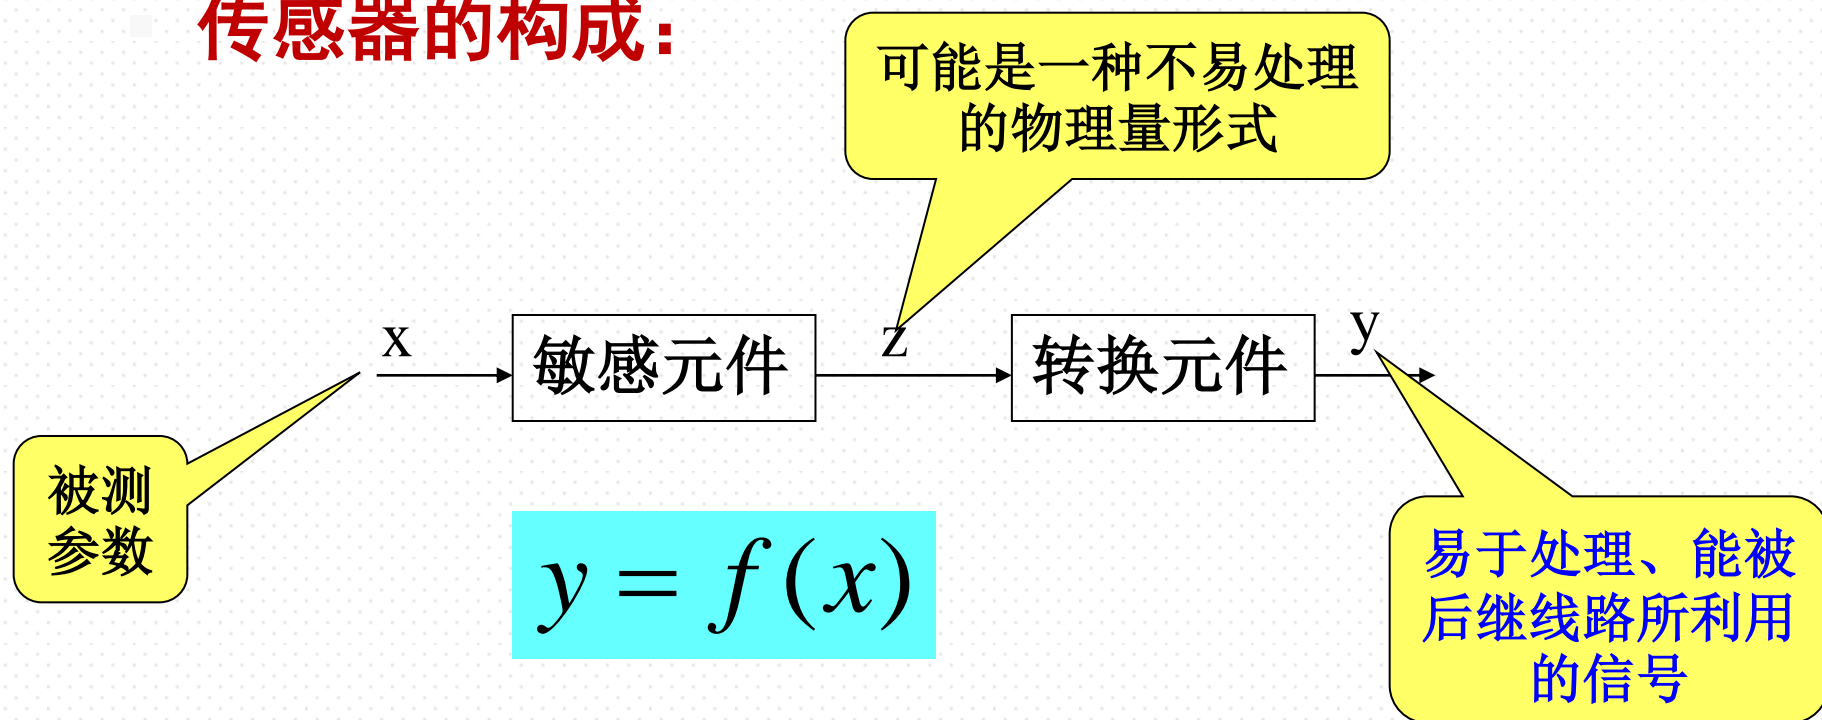 传感器的构成：
可能是一种不易处理
的物理量形式
x
敏感元件
z
转换元件
y
被测
参数
y = f (x)
易于处理、能被
后继线路所利用
的信号